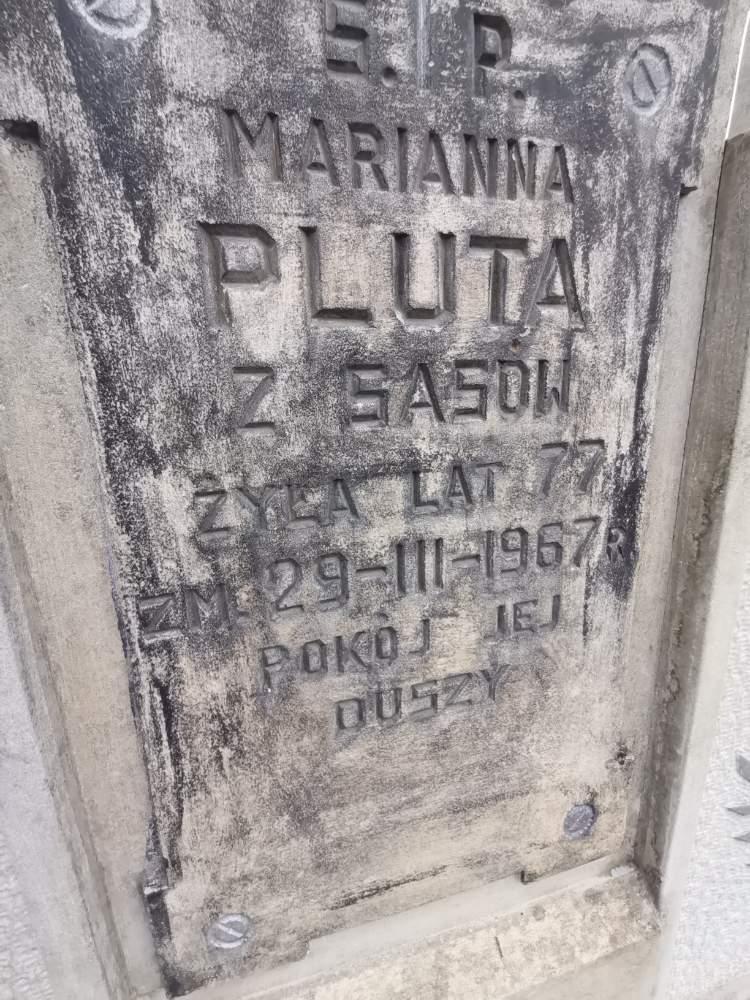 Ś. P.
MARIANNA
PLUTA
Z SASÓW
ŻYŁA LAT 77
ZM. 29-III-1967 R
POKÓJ JEJ
DUSZY